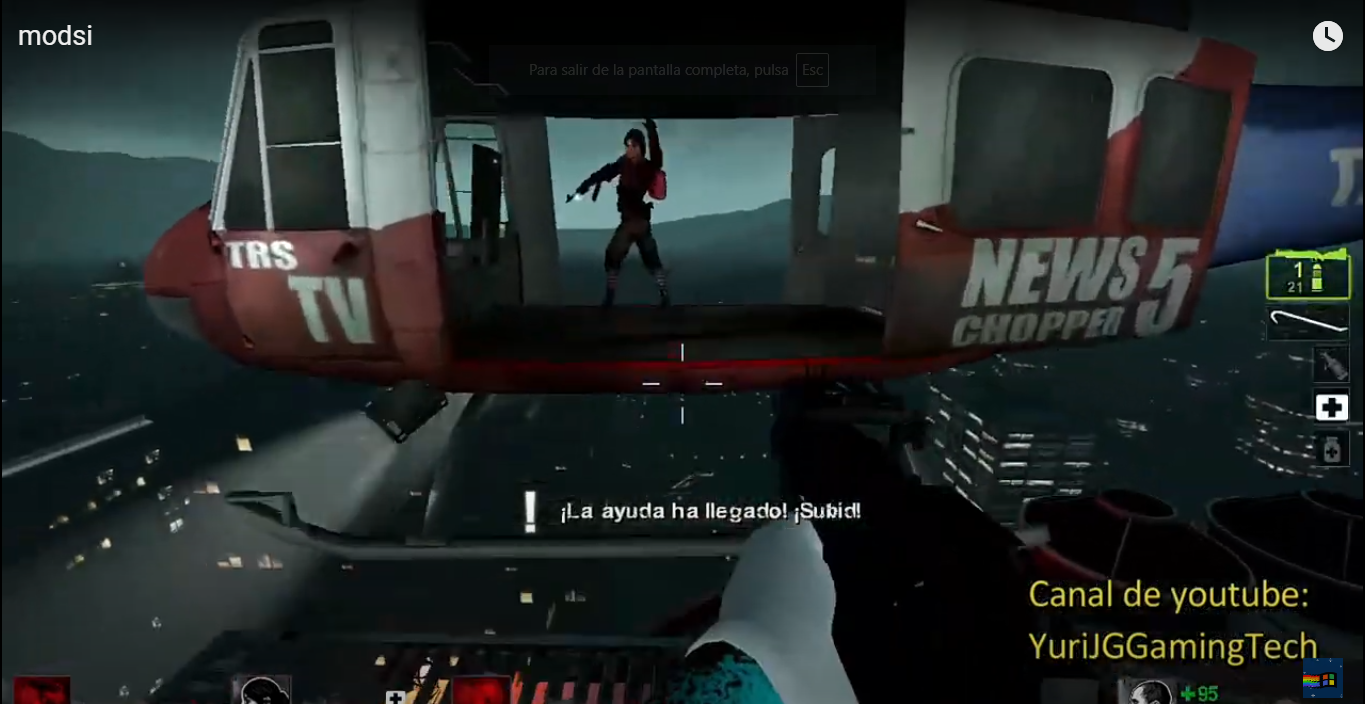 modsi
Para salir de la pantalla completa, pulsa Esc
TRS
TV
NEWS 5
CHOPPER
1
21
¡La ayuda ha llegado! ¡Subid!
Canal de youtube:
YuriJGGamingTech
+95